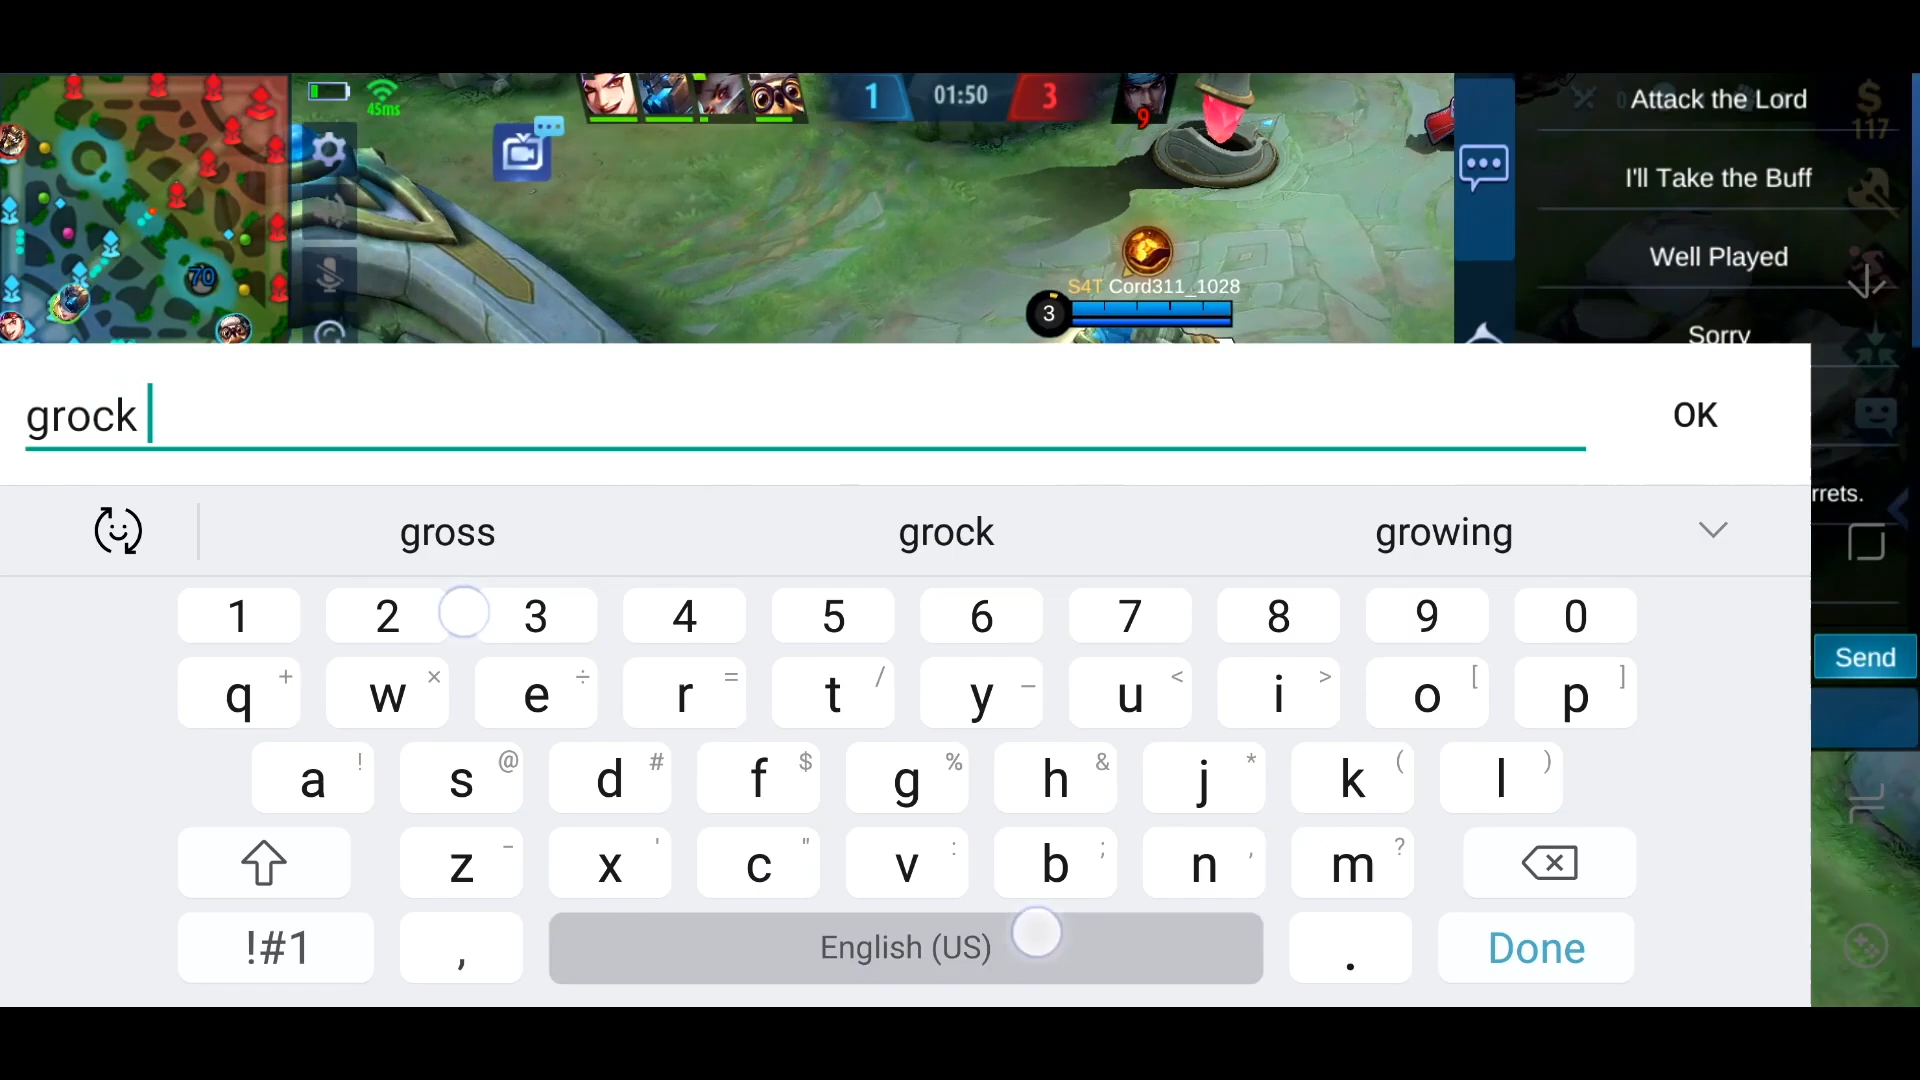 45ms
1 01:50 3
9
70
S4T Cord311_1028
3
117
Attack the Lord
I'll Take the Buff
Well Played
Sorry
grock
OK
rrets.
gross grock growing
1 2 3 4 5 6 7 8 9 0
q + w × e ÷ r = t / y _ u < i > o [ p ]
Send
a ! s @ d # f $ g % h & j * k ( l )
z - x ' c " v : b ; n , m ?
!#1 , English (US) . Done